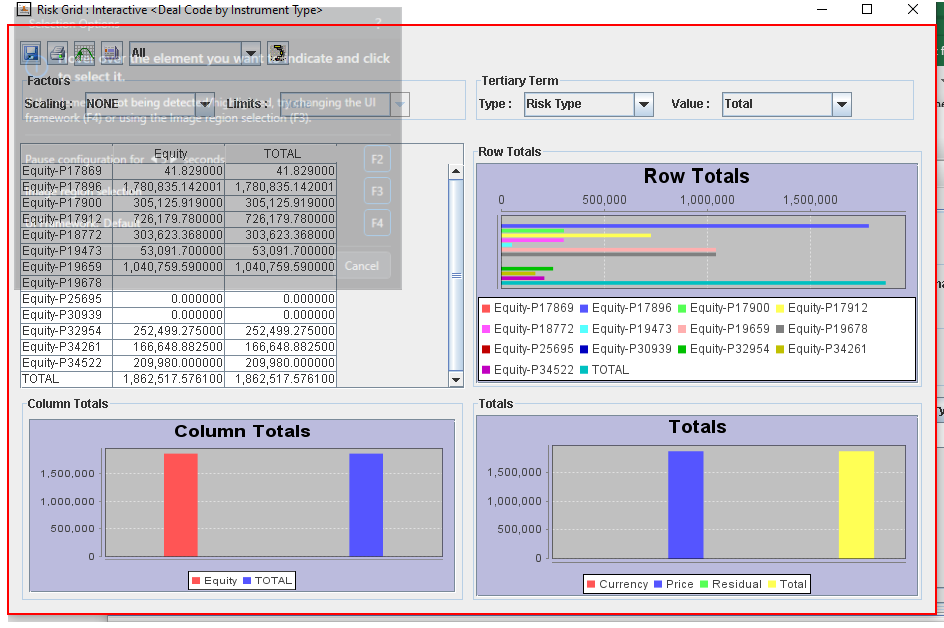 Risk Grid : Interactive <Deal Code by Instrument Type>
Selection Options ?
All
Hover over the element you want to indicate and click
to select it.
Factors
Scaling : NONE Limits :
framework (F4) or using the Image region selection (F3).
Tertiary Term
Type : Risk Type Value : Total
Pause configuration for 3 seconds F2
Image region selection F3
UI Framework: Default F4
Cancel
Equity TOTAL
Equity-P17869 41.829000 41.829000
Equity-P17896 1,780,835.142001 1,780,835.142001
Equity-P17900 305,125.919000 305,125.919000
Equity-P17912 726,179.780000 726,179.780000
Equity-P18772 303,623.368000 303,623.368000
Equity-P19473 53,091.700000 53,091.700000
Equity-P19659 1,040,759.590000 1,040,759.590000
Equity-P19678
Equity-P25695 0.000000 0.000000
Equity-P30939 0.000000 0.000000
Equity-P32954 252,499.275000 252,499.275000
Equity-P34261 166,648.882500 166,648.882500
Equity-P34522 209,980.000000 209,980.000000
TOTAL 1,862,517.576100 1,862,517.576100
Row Totals
Row Totals
0 500,000 1,000,000 1,500,000
Equity-P17869 Equity-P17896 Equity-P17900 Equity-P17912
Equity-P18772 Equity-P19473 Equity-P19659 Equity-P19678
Equity-P25695 Equity-P30939 Equity-P32954 Equity-P34261
Equity-P34522 TOTAL
Column Totals
Column Totals
1,500,000
1,000,000
500,000
0
Equity TOTAL
Totals
Totals
1,500,000
1,000,000
500,000
0
Currency Price Residual Total